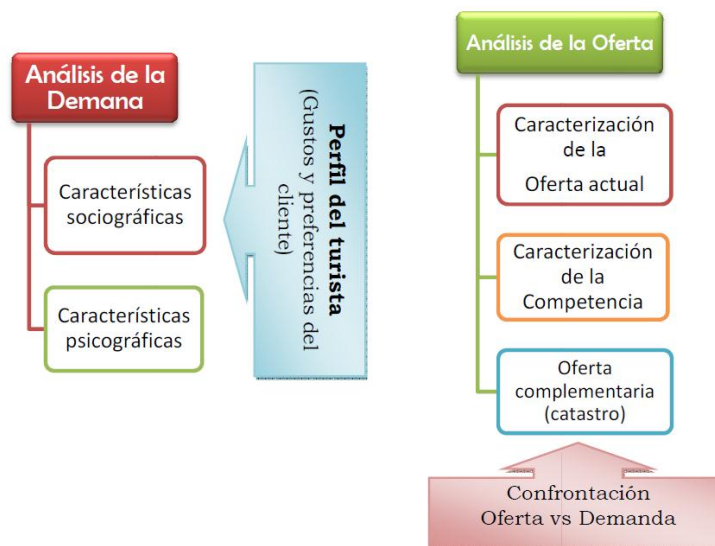 Análisis de la
Demana
Características
sociográficas
Características
psicográficas
Perfil del turista
(Gustos y preferencias del
cliente)
Análisis de la Oferta
Caracterización
de la
Oferta actual
Caracterización
de la
Competencia
Oferta
complementaria
(catastro)
Confrontación
Oferta vs Demanda